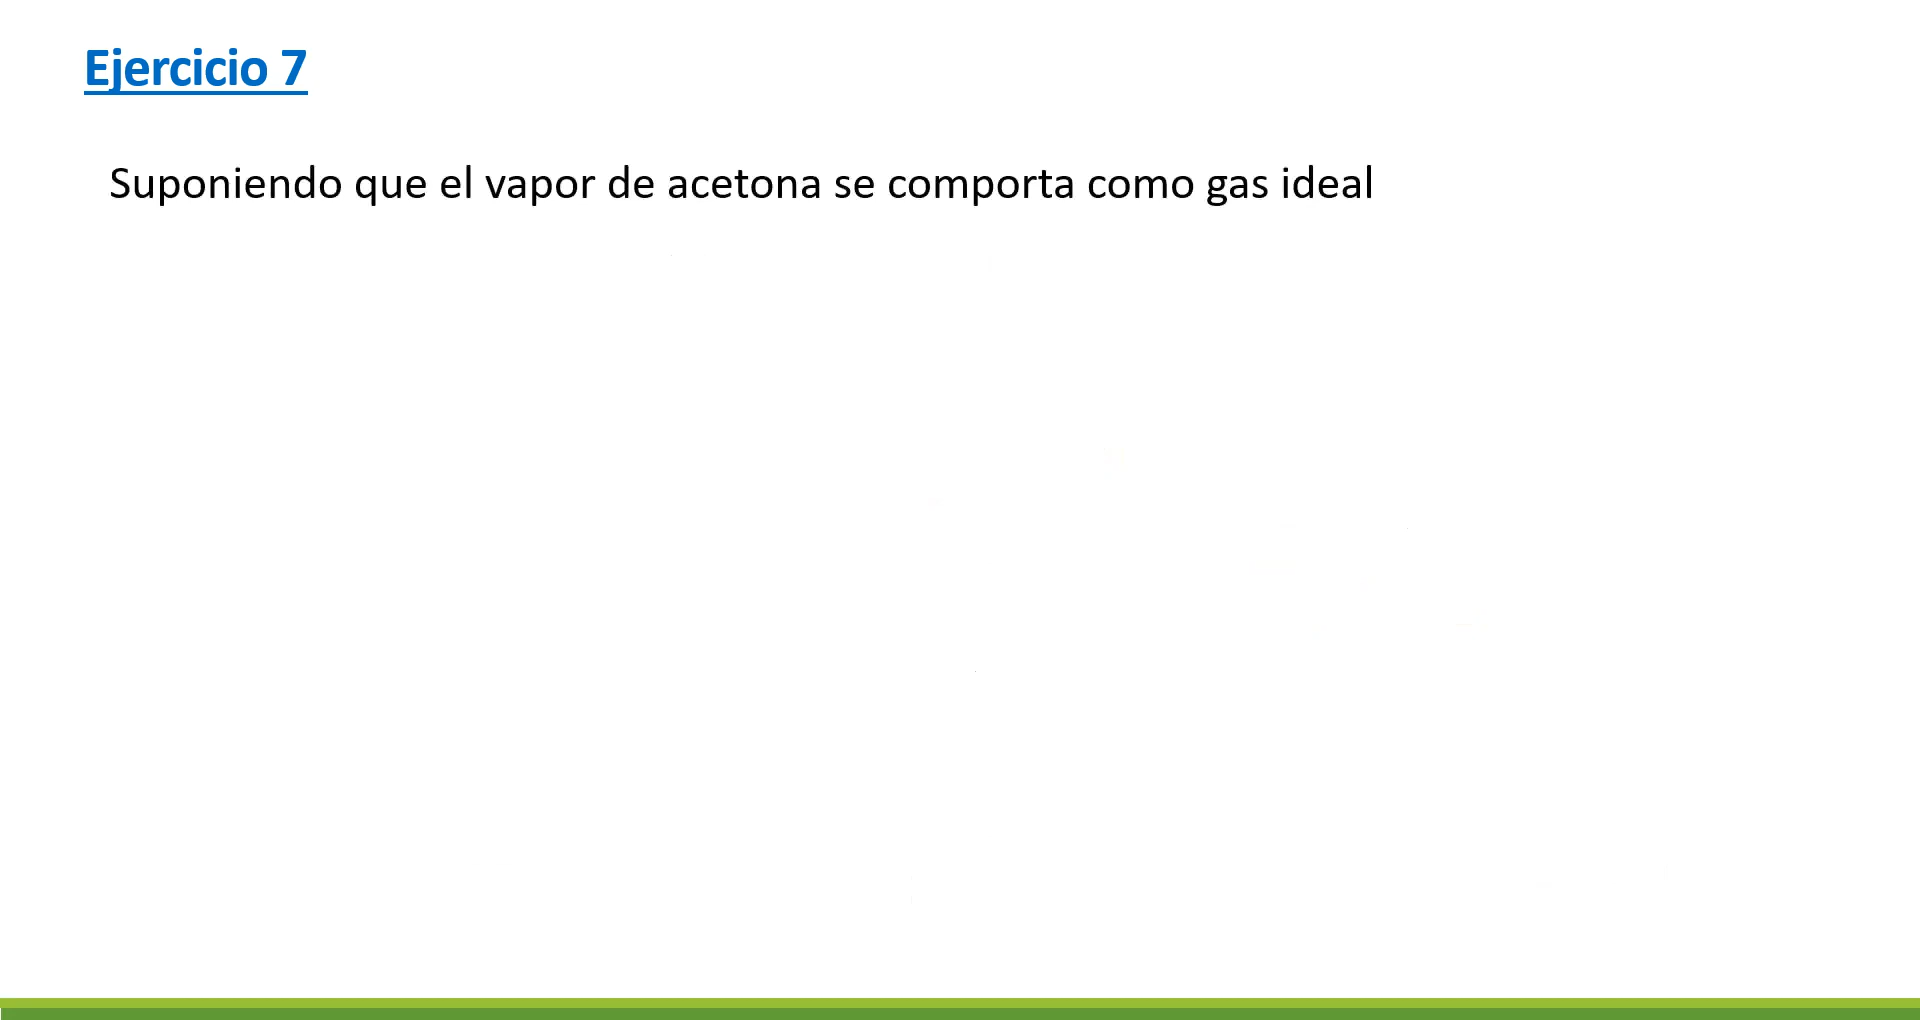 Ejercicio 7
Suponiendo que el vapor de acetona se comporta como gas ideal